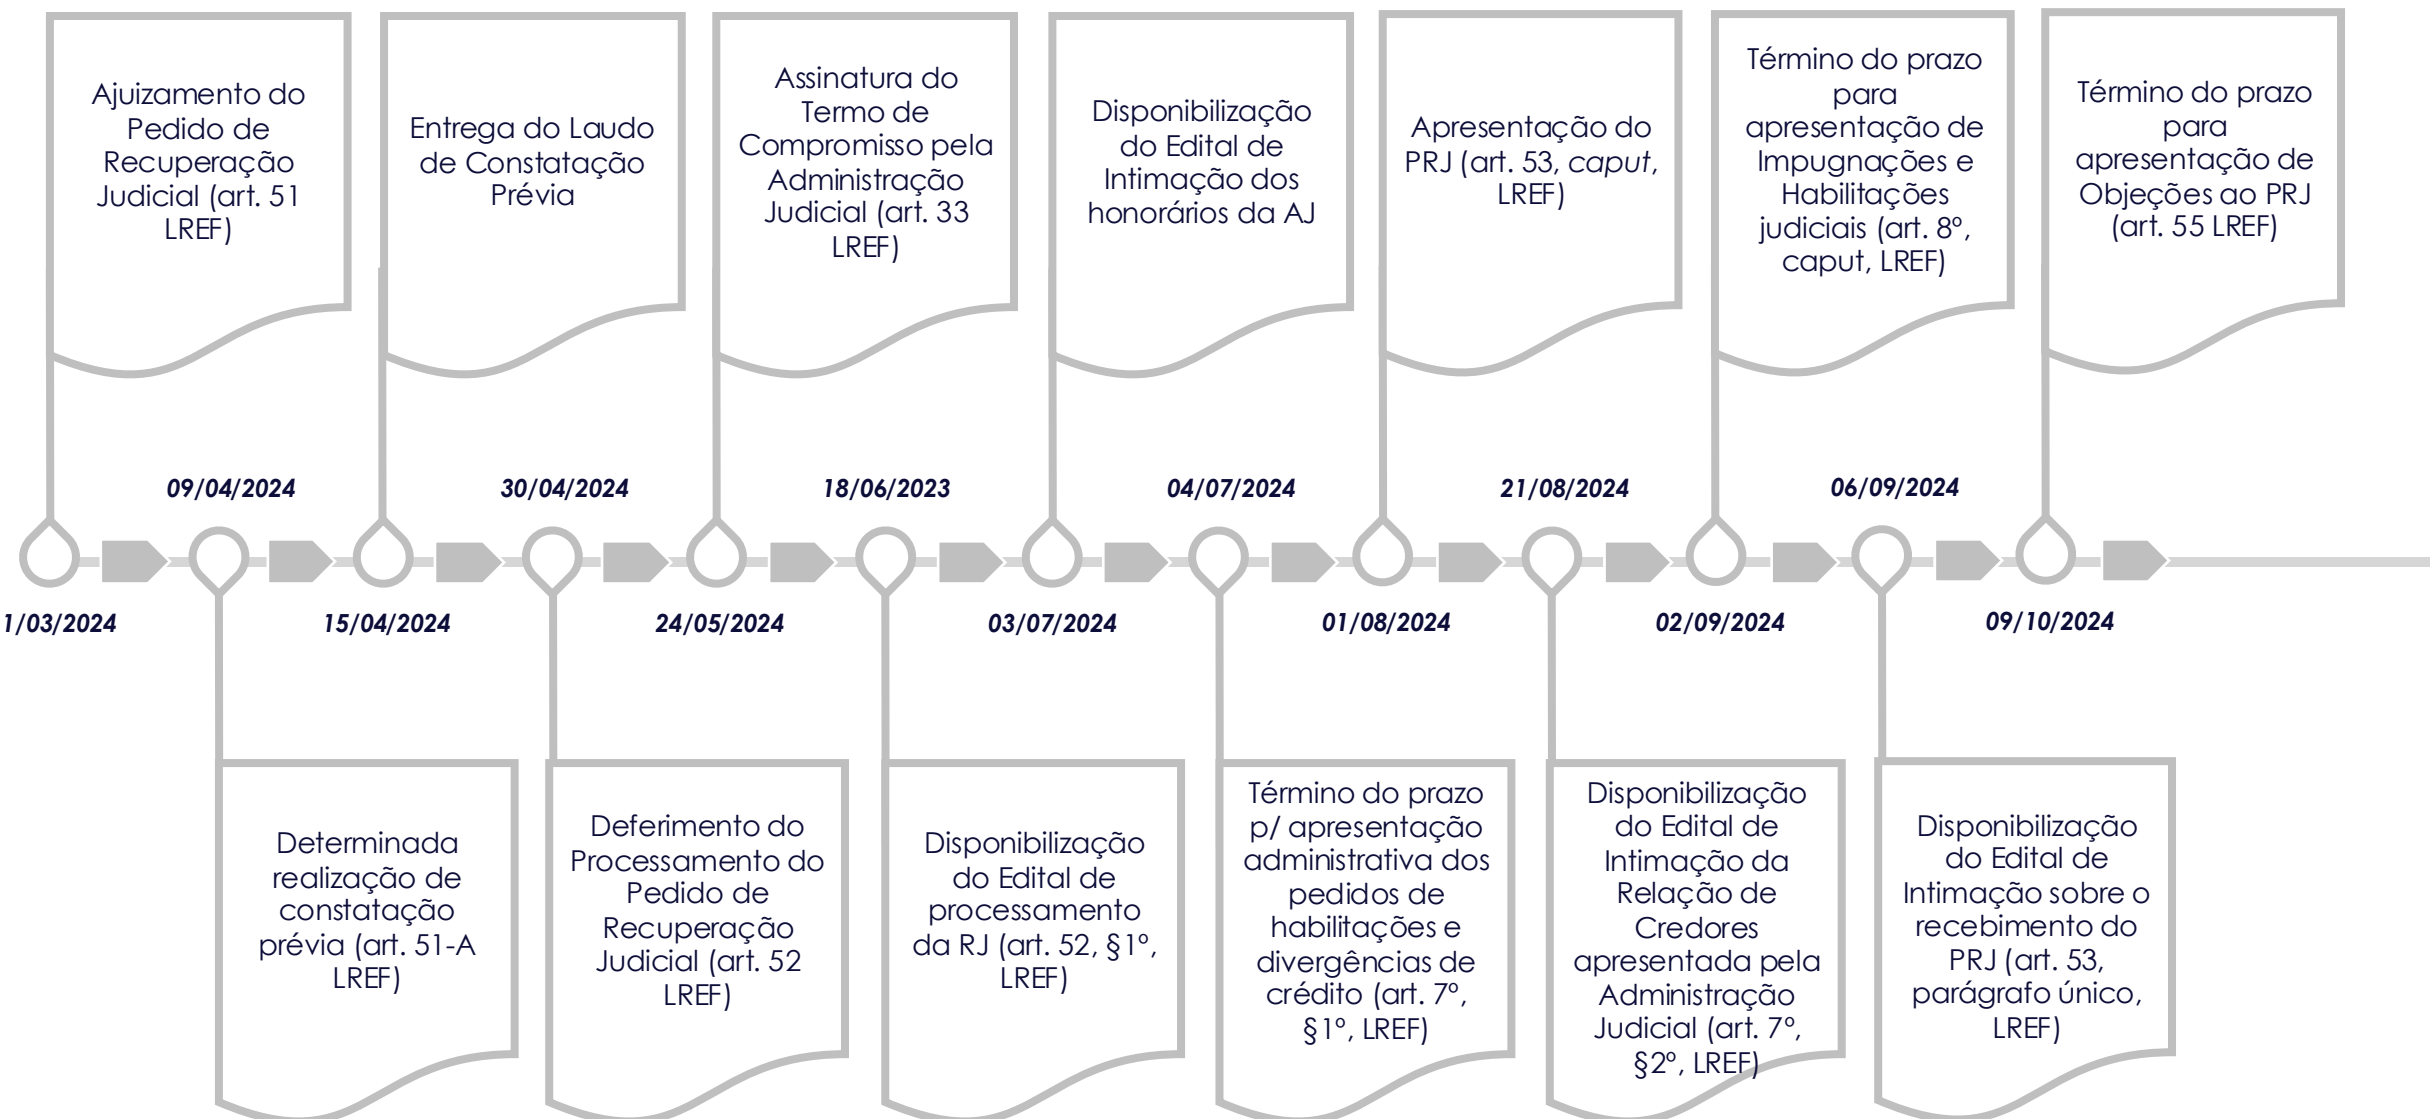 Ajuizamento do
Pedido de
Recuperação
Judicial (art. 51
LREF)
Entrega do Laudo
de Constatação
Prévia
Assinatura do
Termo de
Compromisso pela
Administração
Judicial (art. 33
LREF)
Disponibilização
do Edital de
Intimação dos
honorários da AJ
Apresentação do
PRJ (art. 53, caput,
LREF)
Término do prazo
para
apresentação de
Impugnações e
Habilitações
judiciais (art. 8º,
caput, LREF)
Término do prazo
para
apresentação de
Objeções ao PRJ
(art. 55 LREF)
09/04/2024
30/04/2024
18/06/2023
04/07/2024
21/08/2024
06/09/2024
1/03/2024
15/04/2024
24/05/2024
03/07/2024
01/08/2024
02/09/2024
09/10/2024
Determinada
realização de
constatação
prévia (art. 51-A
LREF)
Deferimento do
Processamento do
Pedido de
Recuperação
Judicial (art. 52
LREF)
Disponibilização
do Edital de
processamento
da RJ (art. 52, §1º,
LREF)
Término do prazo
p/ apresentação
administrativa dos
pedidos de
habilitações e
divergências de
crédito (art. 7º,
§1º, LREF)
Disponibilização
do Edital de
Intimação da
Relação de
Credores
apresentada pela
Administração
Judicial (art. 7º,
§2º, LREF)
Disponibilização
do Edital de
Intimação sobre o
recebimento do
PRJ (art. 53,
parágrafo único,
LREF)